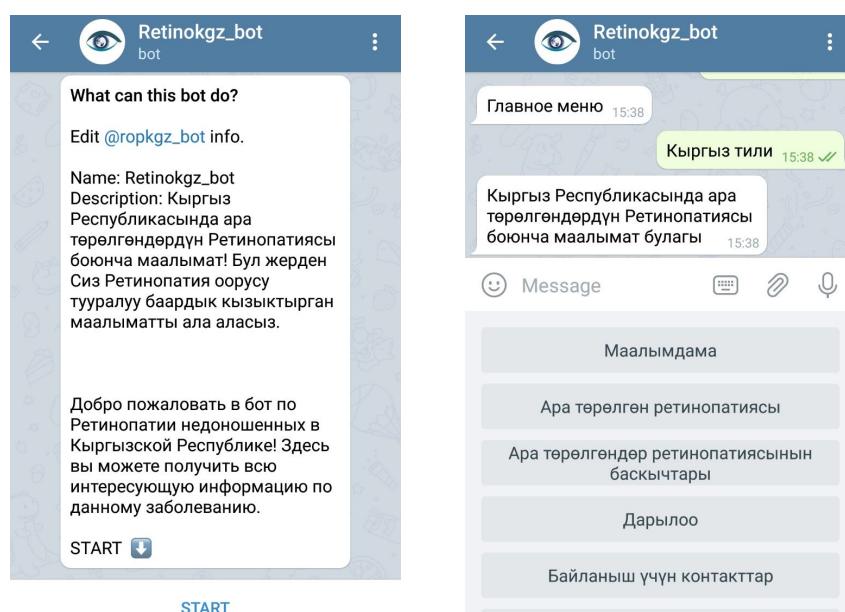 Retinokgz_bot
bot
What can this bot do?
Edit @ropkgz_bot info.
Name: Retinokgz_bot
Description: Кыргыз
Республикасында ара
төрөлгөндөрдүн Ретинопатиясы
боюнча маалымат! Бул жерден
Сиз Ретинопатия оорусу
тууралуу баардык кызыктырган
маалыматты ала аласыз.
Добро пожаловать в бот по
Ретинопатии недоношенных в
Кыргызской Республике! Здесь
вы можете получить всю
интересующую информацию по
данному заболеванию.
START
START
Retinokgz_bot
bot
Главное меню 15:38
Кыргыз тили 15:38
Кыргыз Республикасында ара
төрөлгөндөрдүн Ретинопатиясы
боюнча маалымат булагы 15:38
Message
Маалымдама
Ара төрөлгөн ретинопатиясы
Ара төрөлгөндөр ретинопатиясынын
баскычтары
Дарылоо
Байланыш үчүн контакттар